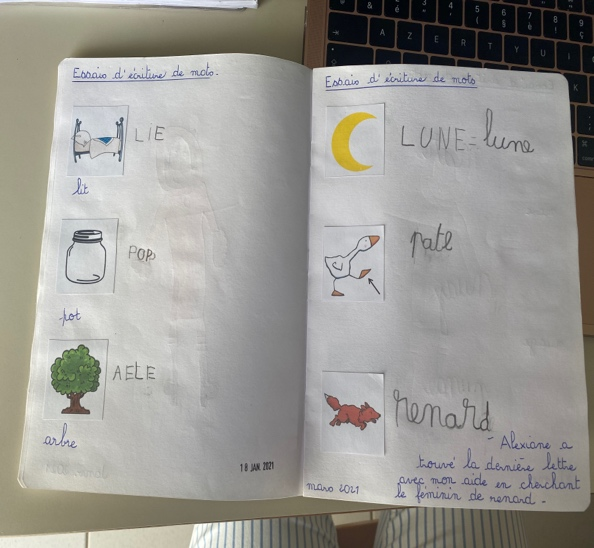 Essais d'écriture de mots.
LIE
lit
POP
pot
AELE
arbre
18 JAN. 2021
Essais d'écriture de mots
LUNE = lune
pate
renard
- Alexiane a
trouvé la dernière lettre
avec mon aide en cherchant
le féminin de renard.
mars 2021